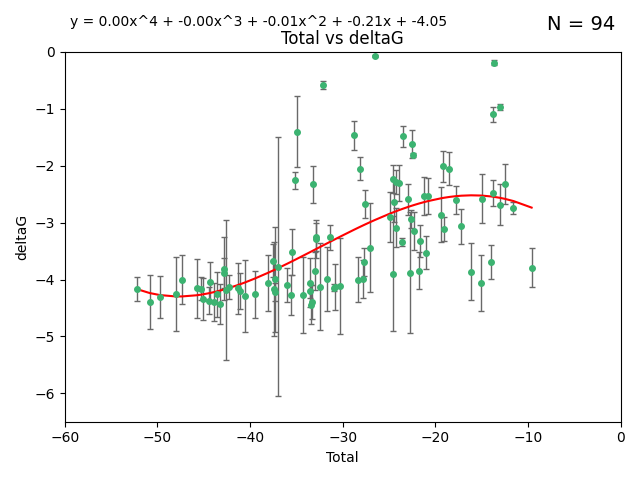 y = 0.00x^4 + -0.00x^3 + -0.01x^2 + -0.21x + -4.05
N = 94
Total vs deltaG
0
−1
−2
−3
−4
−5
−6
deltaG
−60
−50
−40
−30
−20
−10
0
Total